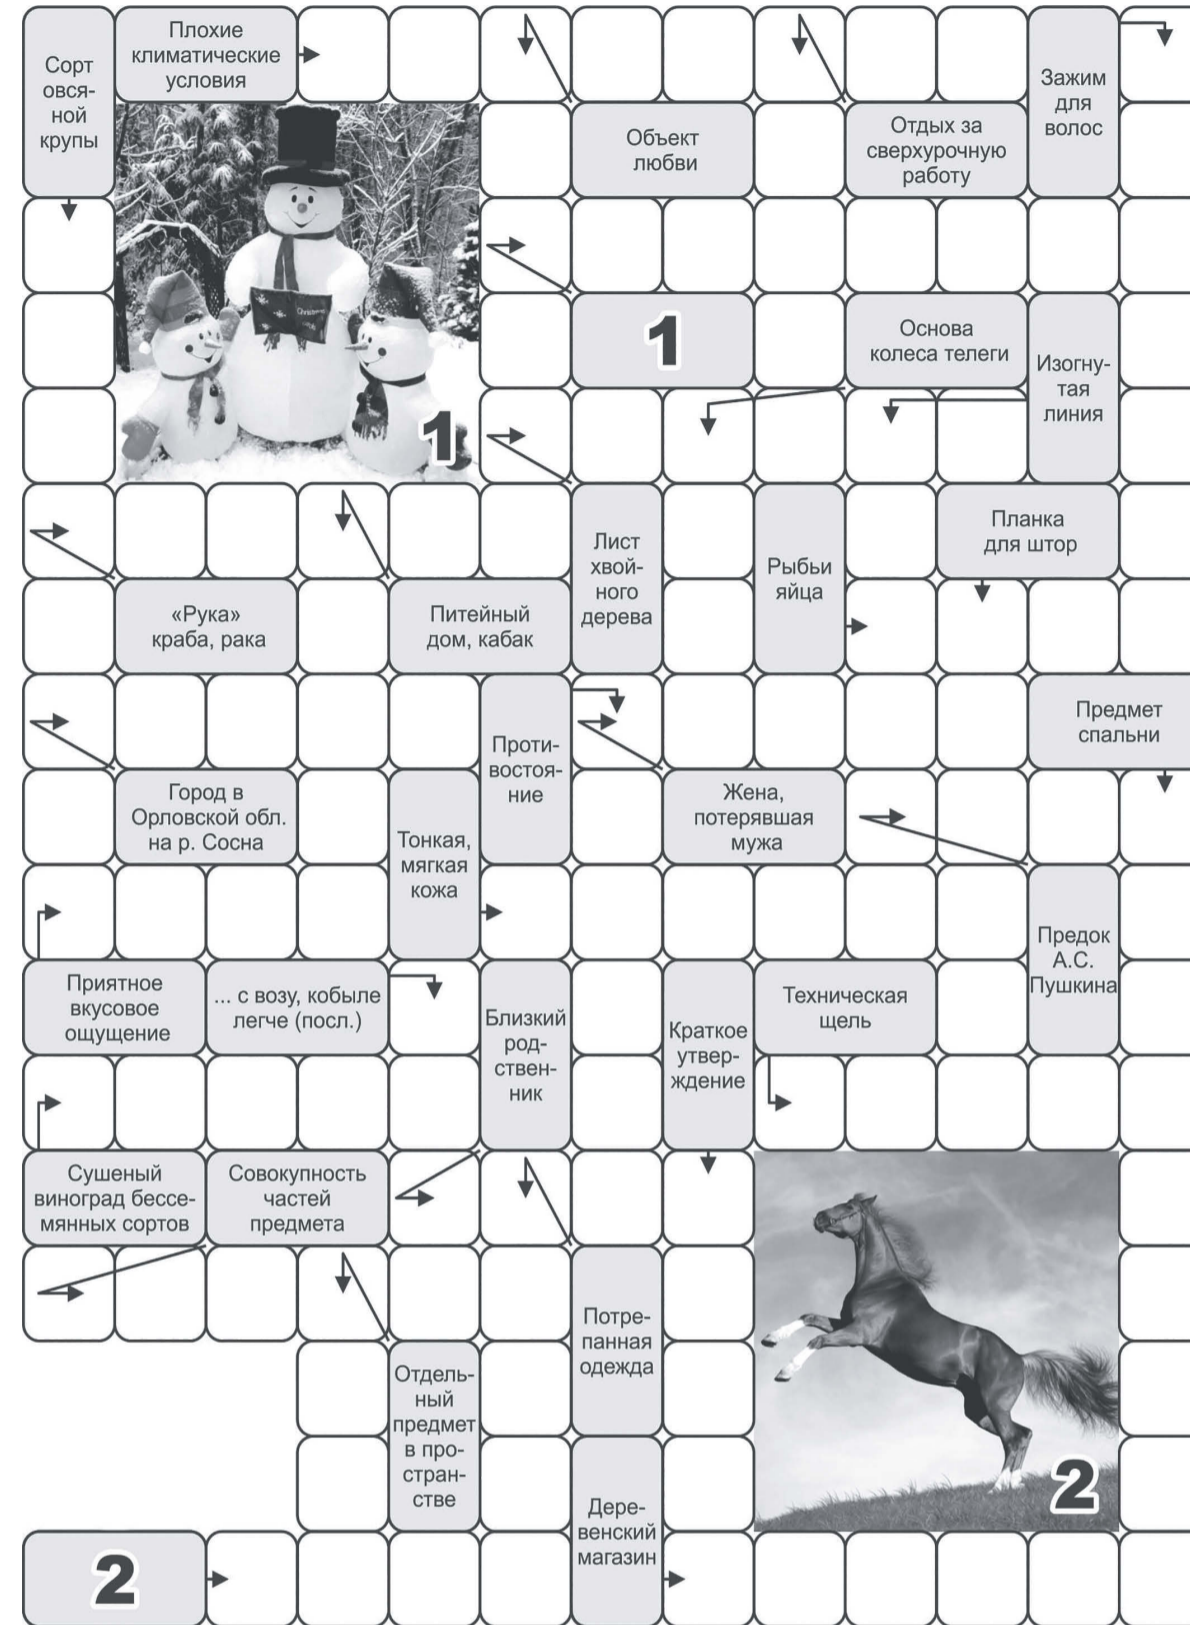 Сорт
овся-
ной
крупы
Плохие
климатические
условия
Зажим
для
волос
Объект
любви
Отдых за
сверхурочную
работу
1
1
Основа
колеса телеги
Изогну-
тая
линия
Лист
хвой-
ного
дерева
Рыбьи
яйца
Планка
для штор
«Рука»
краба, рака
Питейный
дом, кабак
Проти-
востоя-
ние
Предмет
спальни
Город в
Орловской обл.
на р. Сосна
Тонкая,
мягкая
кожа
Жена,
потерявшая
мужа
Предок
А.С.
Пушкина
Приятное
вкусовое
ощущение
... с возу, кобыле
легче (посл.)
Близкий
род-
ствен-
ник
Краткое
утвер-
ждение
Техническая
щель
Сушеный
виноград бессе-
мянных сортов
Совокупность
частей
предмета
Потре-
панная
одежда
Отдель-
ный
предмет
в про-
стран-
стве
Дере-
венский
магазин
2
2